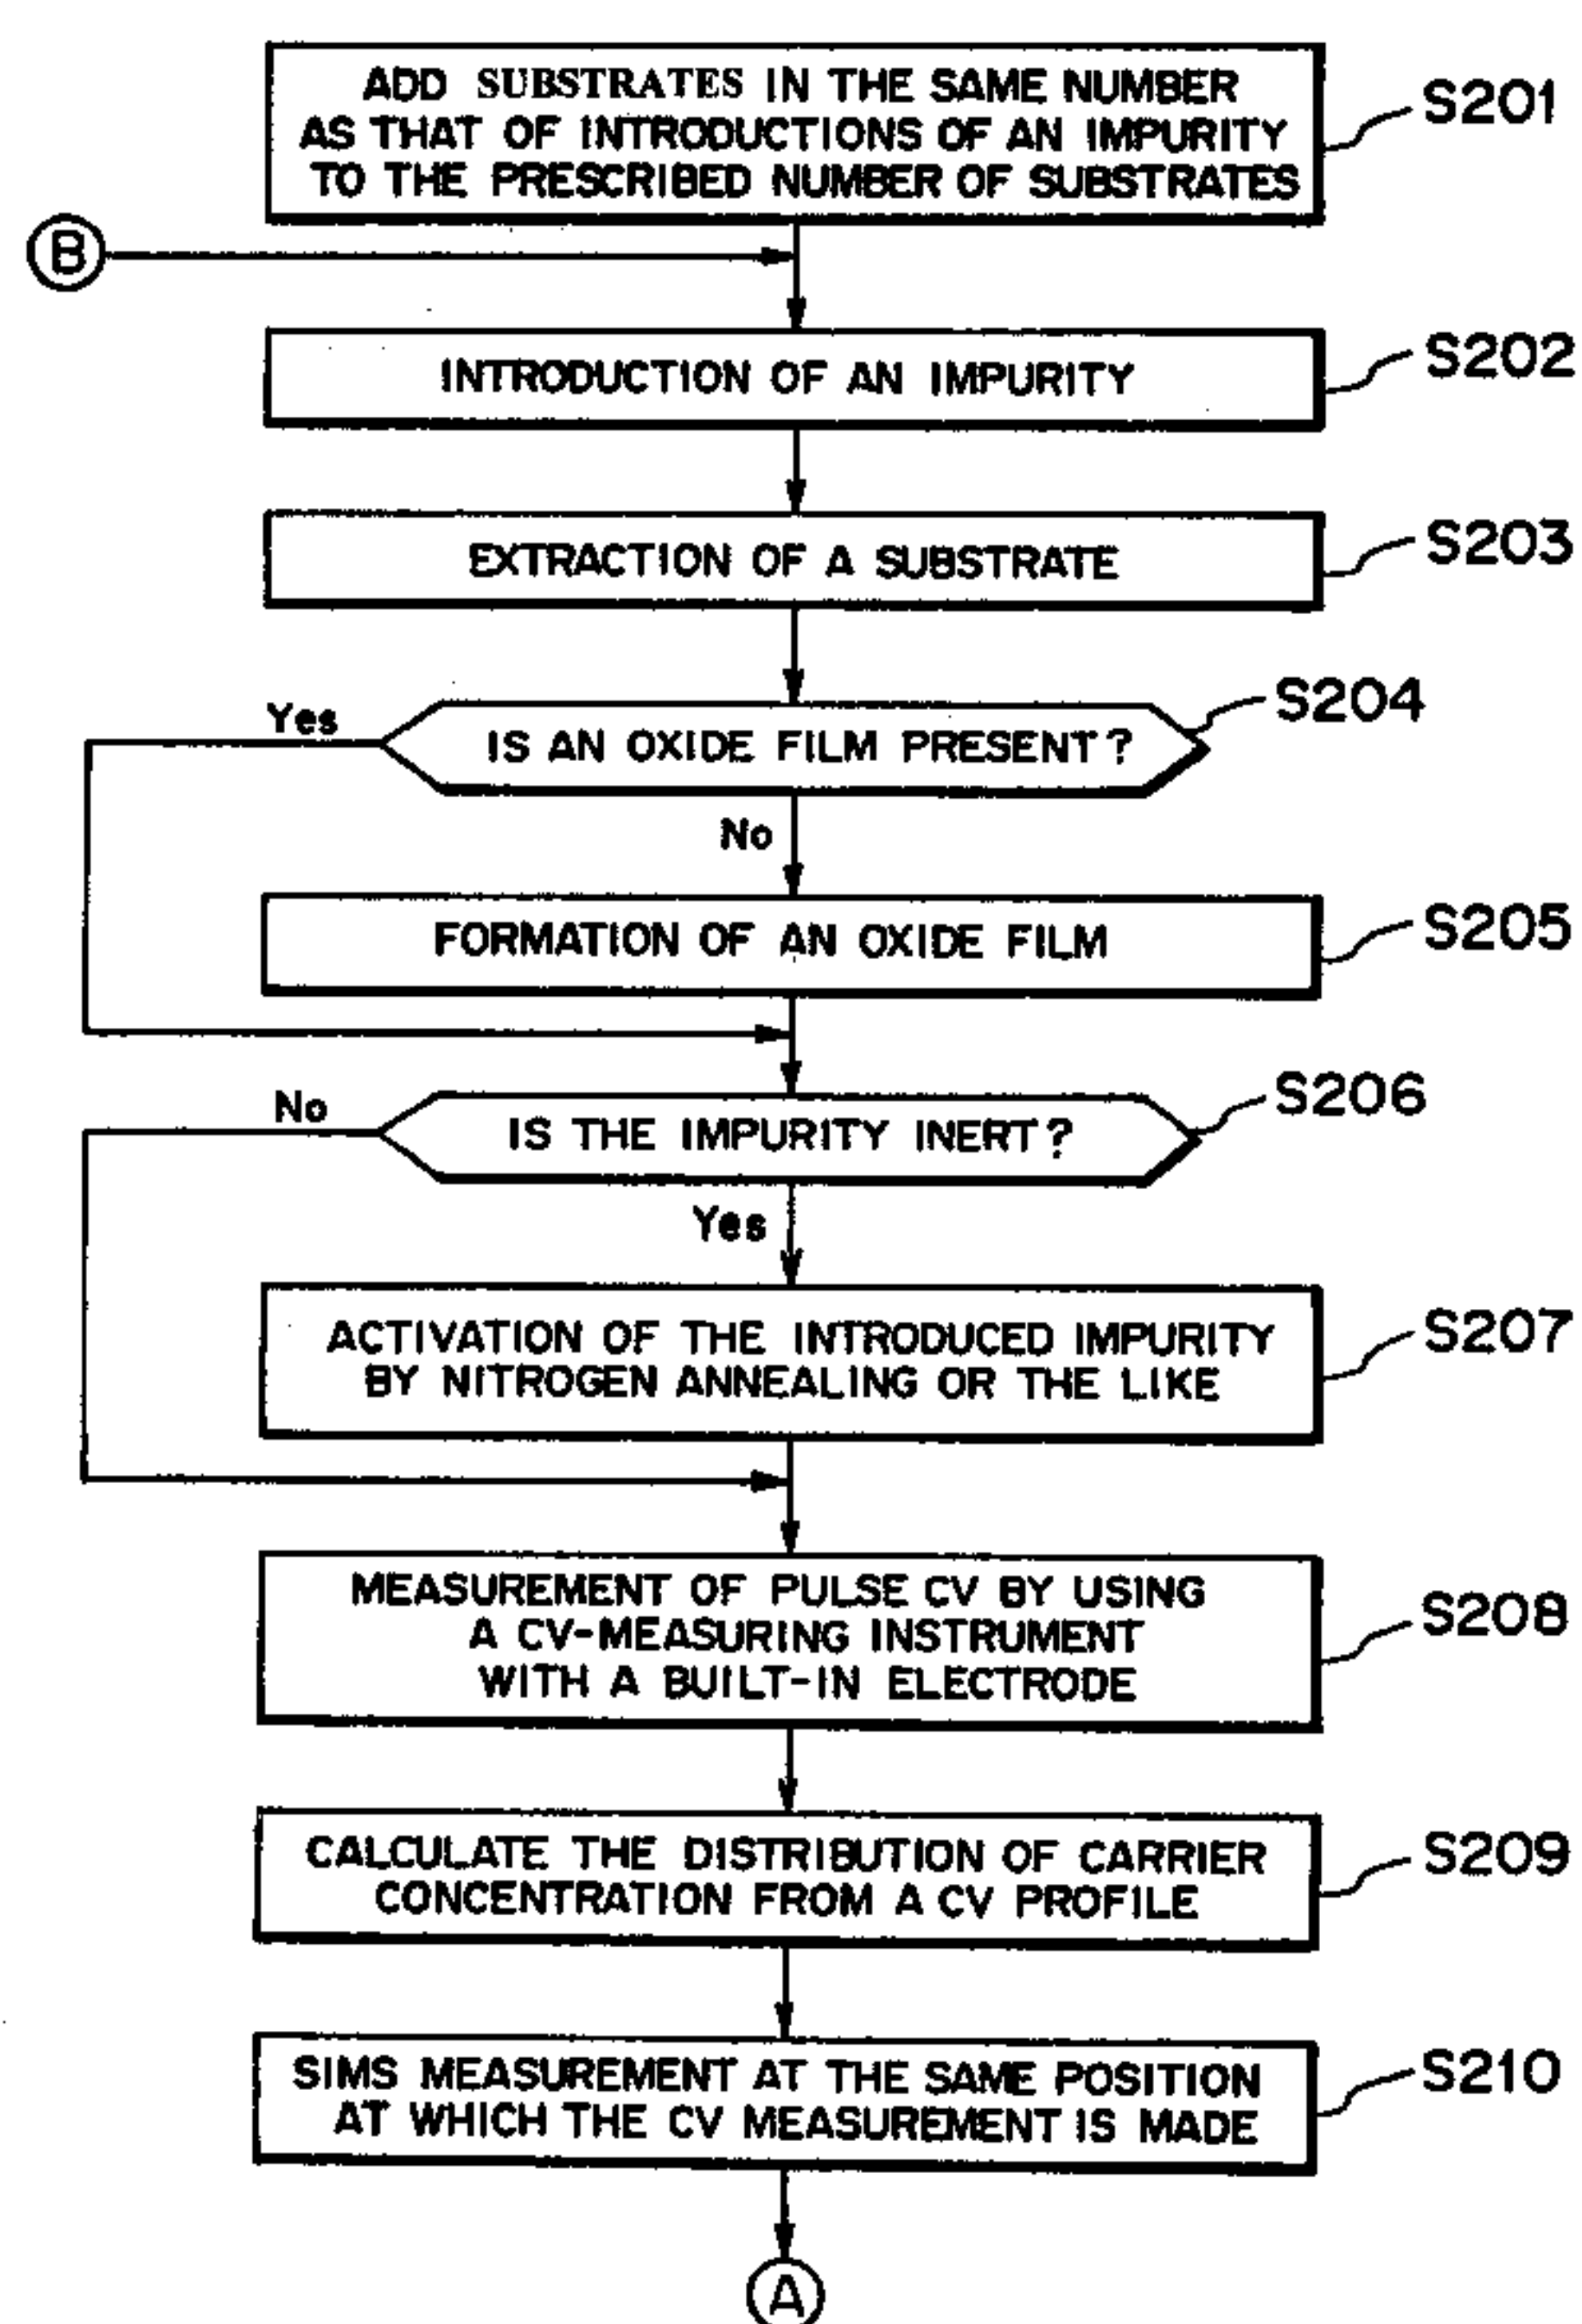 ADD SUBSTRATES IN THE SAME NUMBER
AS THAT OF INTRODUCTIONS OF AN IMPURITY
TO THE PRESCRIBED NUMBER OF SUBSTRATES
S201
B
INTRODUCTION OF AN IMPURITY
S202
EXTRACTION OF A SUBSTRATE
S203
IS AN OXIDE FILM PRESENT?
S204
Yes
No
FORMATION OF AN OXIDE FILM
S205
IS THE IMPURITY INERT?
S206
No
Yes
ACTIVATION OF THE INTRODUCED IMPURITY
BY NITROGEN ANNEALING OR THE LIKE
S207
MEASUREMENT OF PULSE CV BY USING
A CV-MEASURING INSTRUMENT
WITH A BUILT-IN ELECTRODE
S208
CALCULATE THE DISTRIBUTION OF CARRIER
CONCENTRATION FROM A CV PROFILE
S209
SIMS MEASUREMENT AT THE SAME POSITION
AT WHICH THE CV MEASUREMENT IS MADE
S210
A